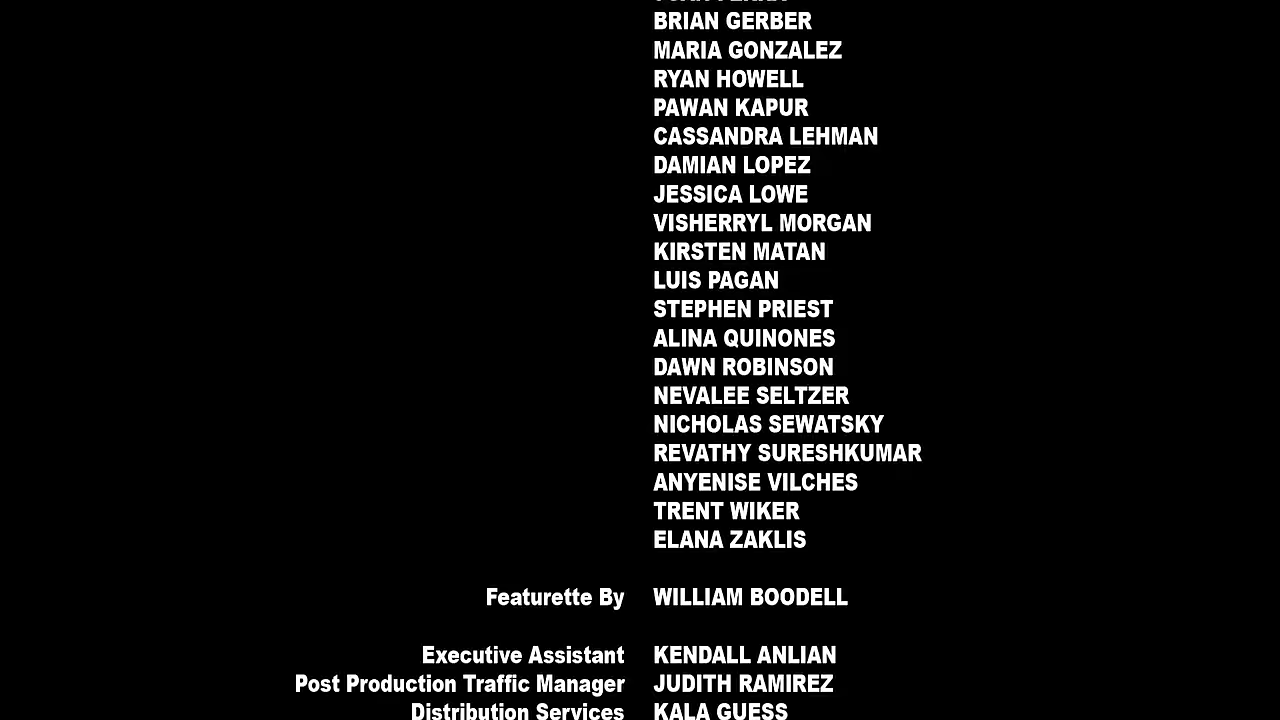 BRIAN GERBER
MARIA GONZALEZ
RYAN HOWELL
PAWAN KAPUR
CASSANDRA LEHMAN
DAMIAN LOPEZ
JESSICA LOWE
VISHERRYL MORGAN
KIRSTEN MATAN
LUIS PAGAN
STEPHEN PRIEST
ALINA QUINONES
DAWN ROBINSON
NEVALEE SELTZER
NICHOLAS SEWATSKY
REVATHY SURESHKUMAR
ANYENISE VILCHES
TRENT WIKER
ELANA ZAKLIS
Featurette By WILLIAM BOODELL
Executive Assistant KENDALL ANLIAN
Post Production Traffic Manager JUDITH RAMIREZ
Distribution Services KALA GUESS